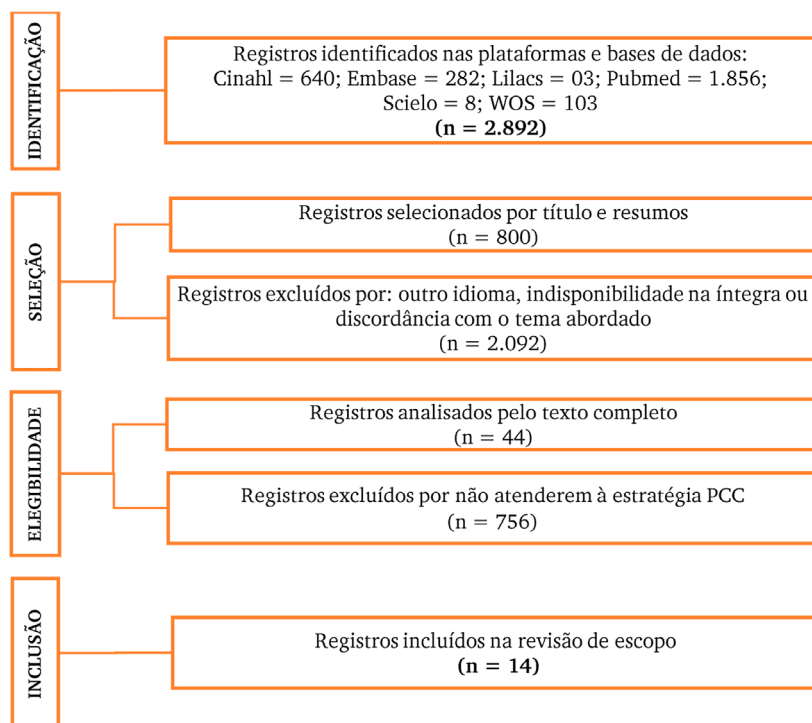 IDENTIFICAÇÃO
Registros identificados nas plataformas e bases de dados:
Cinahl = 640; Embase = 282; Lilacs = 03; Pubmed = 1.856;
Scielo = 8; WOS = 103
(n = 2.892)
SELEÇÃO
Registros selecionados por título e resumos
(n = 800)
Registros excluídos por: outro idioma, indisponibilidade na íntegra ou
discordância com o tema abordado
(n = 2.092)
ELEGIBILIDADE
Registros analisados pelo texto completo
(n = 44)
Registros excluídos por não atenderem à estratégia PCC
(n = 756)
INCLUSÃO
Registros incluídos na revisão de escopo
(n = 14)